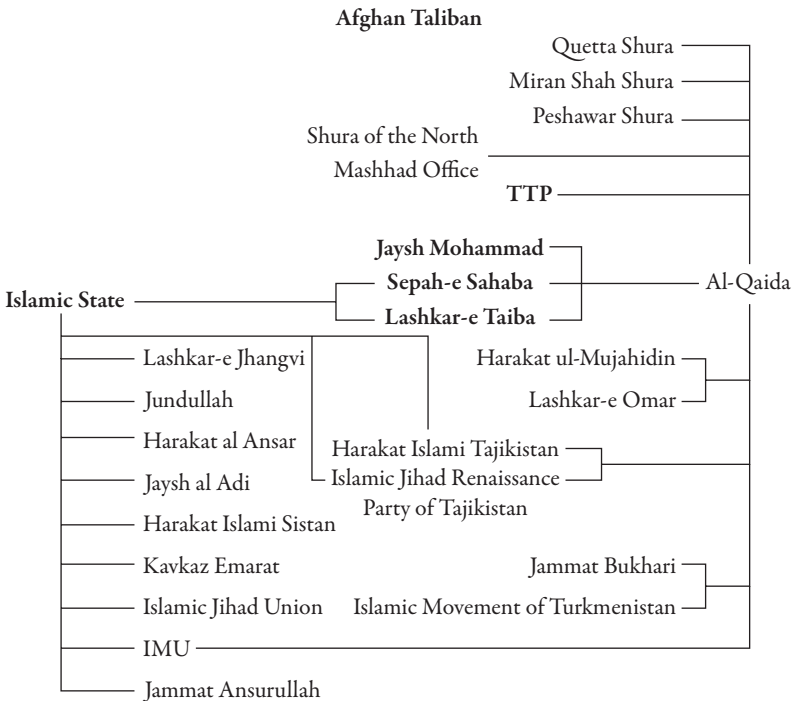 Afghan Taliban
Quetta Shura
Miran Shah Shura
Peshawar Shura
Shura of the North
Mashhad Office
TTP
Jaysh Mohammad
Sepah-e Sahaba
Al-Qaida
Islamic State
Lashkar-e Taiba
Lashkar-e Jhangvi
Harakat ul-Mujahidin
Jundullah
Lashkar-e Omar
Harakat al Ansar
Harakat Islami Tajikistan
Jaysh al Adi
Islamic Jihad Renaissance
Party of Tajikistan
Harakat Islami Sistan
Kavkaz Emarat
Jammat Bukhari
Islamic Jihad Union
Islamic Movement of Turkmenistan
IMU
Jammat Ansurullah